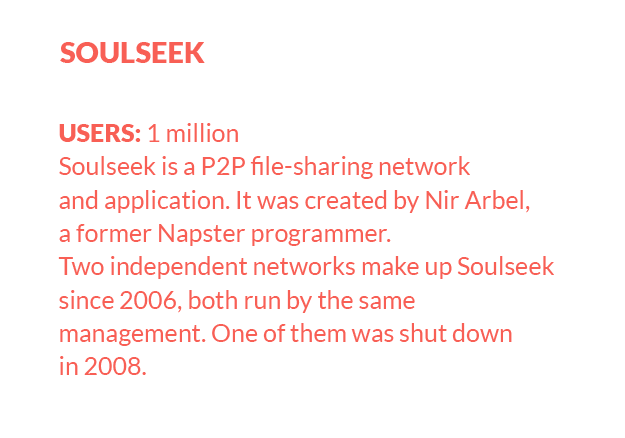 SOULSEEK
USERS: 1 million
Soulseek is a P2P file-sharing network
and application. It was created by Nir Arbel,
a former Napster programmer.
Two independent networks make up Soulseek
since 2006, both run by the same
management. One of them was shut down
in 2008.